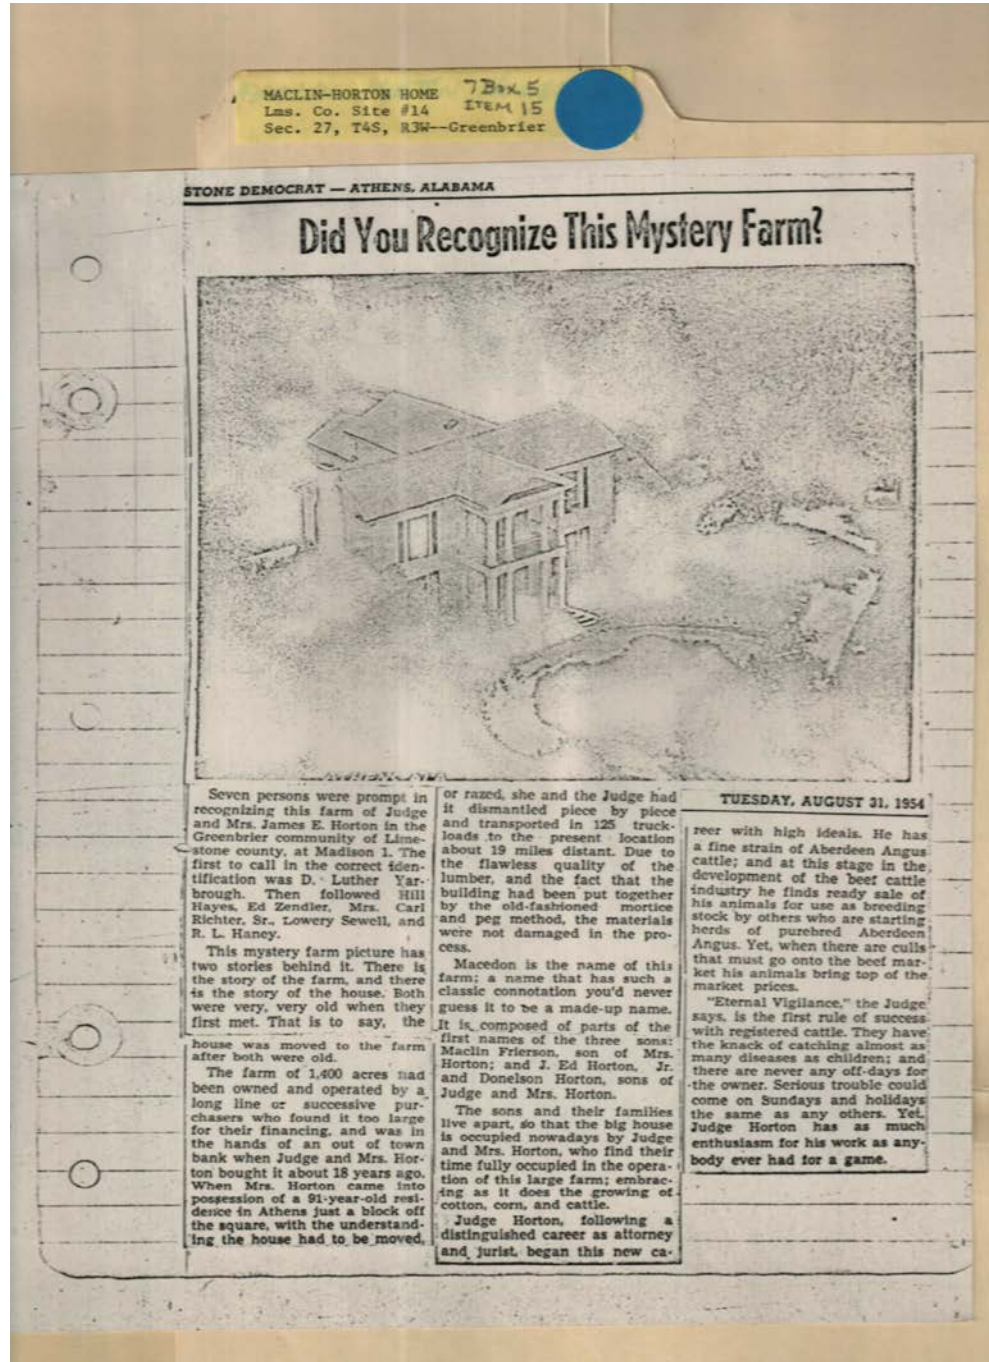 MACLIN-HORTON HOME
Lms. Co. Site #14
Sec. 27, T4S, R3W--Greenbrier
7 Box 5
ITEM 15
STONE DEMOCRAT — ATHENS, ALABAMA
Did You Recognize This Mystery Farm?
Seven persons were prompt in
recognizing this farm of Judge
and Mrs. James E. Horton in the
Greenbrier community of Lime-
stone county, at Madison 1. The
first to call in the correct iden-
tification was D. Luther Yar-
brough. Then followed Hill
Hayes, Ed Zendler, Mrs. Carl
Richter, Sr., Lowery Sewell, and
R. L. Haney.
This mystery farm picture has
two stories behind it. There is
the story of the farm, and there
is the story of the house. Both
were very, very old when they
first met. That is to say, the
house was moved to the farm
after both were old.
The farm of 1,400 acres had
been owned and operated by a
long line or successive pur-
chasers who found it too large
for their financing, and was in
the hands of an out of town
bank when Judge and Mrs. Hor-
ton bought it about 18 years ago.
When Mrs. Horton came into
possession of a 91-year-old resi-
dence in Athens just a block off
the square, with the understand-
ing the house had to be moved,
or razed, she and the Judge had
it dismantled piece by piece
and transported in 125 truck-
loads to the present location
about 19 miles distant. Due to
the flawless quality of the
lumber, and the fact that the
building had been put together
by the old-fashioned mortice
and peg method, the materials
were not damaged in the pro-
cess.
Macedon is the name of this
farm; a name that has such a
classic connotation you'd never
guess it to be a made-up name.
It is composed of parts of the
first names of the three sons:
Maclin Frierson, son of Mrs.
Horton; and J. Ed Horton, Jr.
and Donelson Horton, sons of
Judge and Mrs. Horton.
The sons and their families
live apart, so that the big house
is occupied nowadays by Judge
and Mrs. Horton, who find their
time fully occupied in the opera-
tion of this large farm; embrac-
ing as it does the growing of
cotton, corn, and cattle.
Judge Horton, following a
distinguished career as attorney
and jurist, began this new ca-
TUESDAY, AUGUST 31, 1954
reer with high ideals. He has
a fine strain of Aberdeen Angus
cattle; and at this stage in the
development of the beef cattle
industry he finds ready sale of
his animals for use as breeding
stock by others who are starting
herds of purebred Aberdeen
Angus. Yet, when there are culls
that must go onto the beef mar-
ket his animals bring top of the
market prices.
"Eternal Vigilance," the Judge
says, is the first rule of success
with registered cattle. They have
the knack of catching almost as
many diseases as children; and
there are never any off-days for
the owner. Serious trouble could
come on Sundays and holidays
the same as any others. Yet,
Judge Horton has as much
enthusiasm for his work as any-
body ever had for a game.